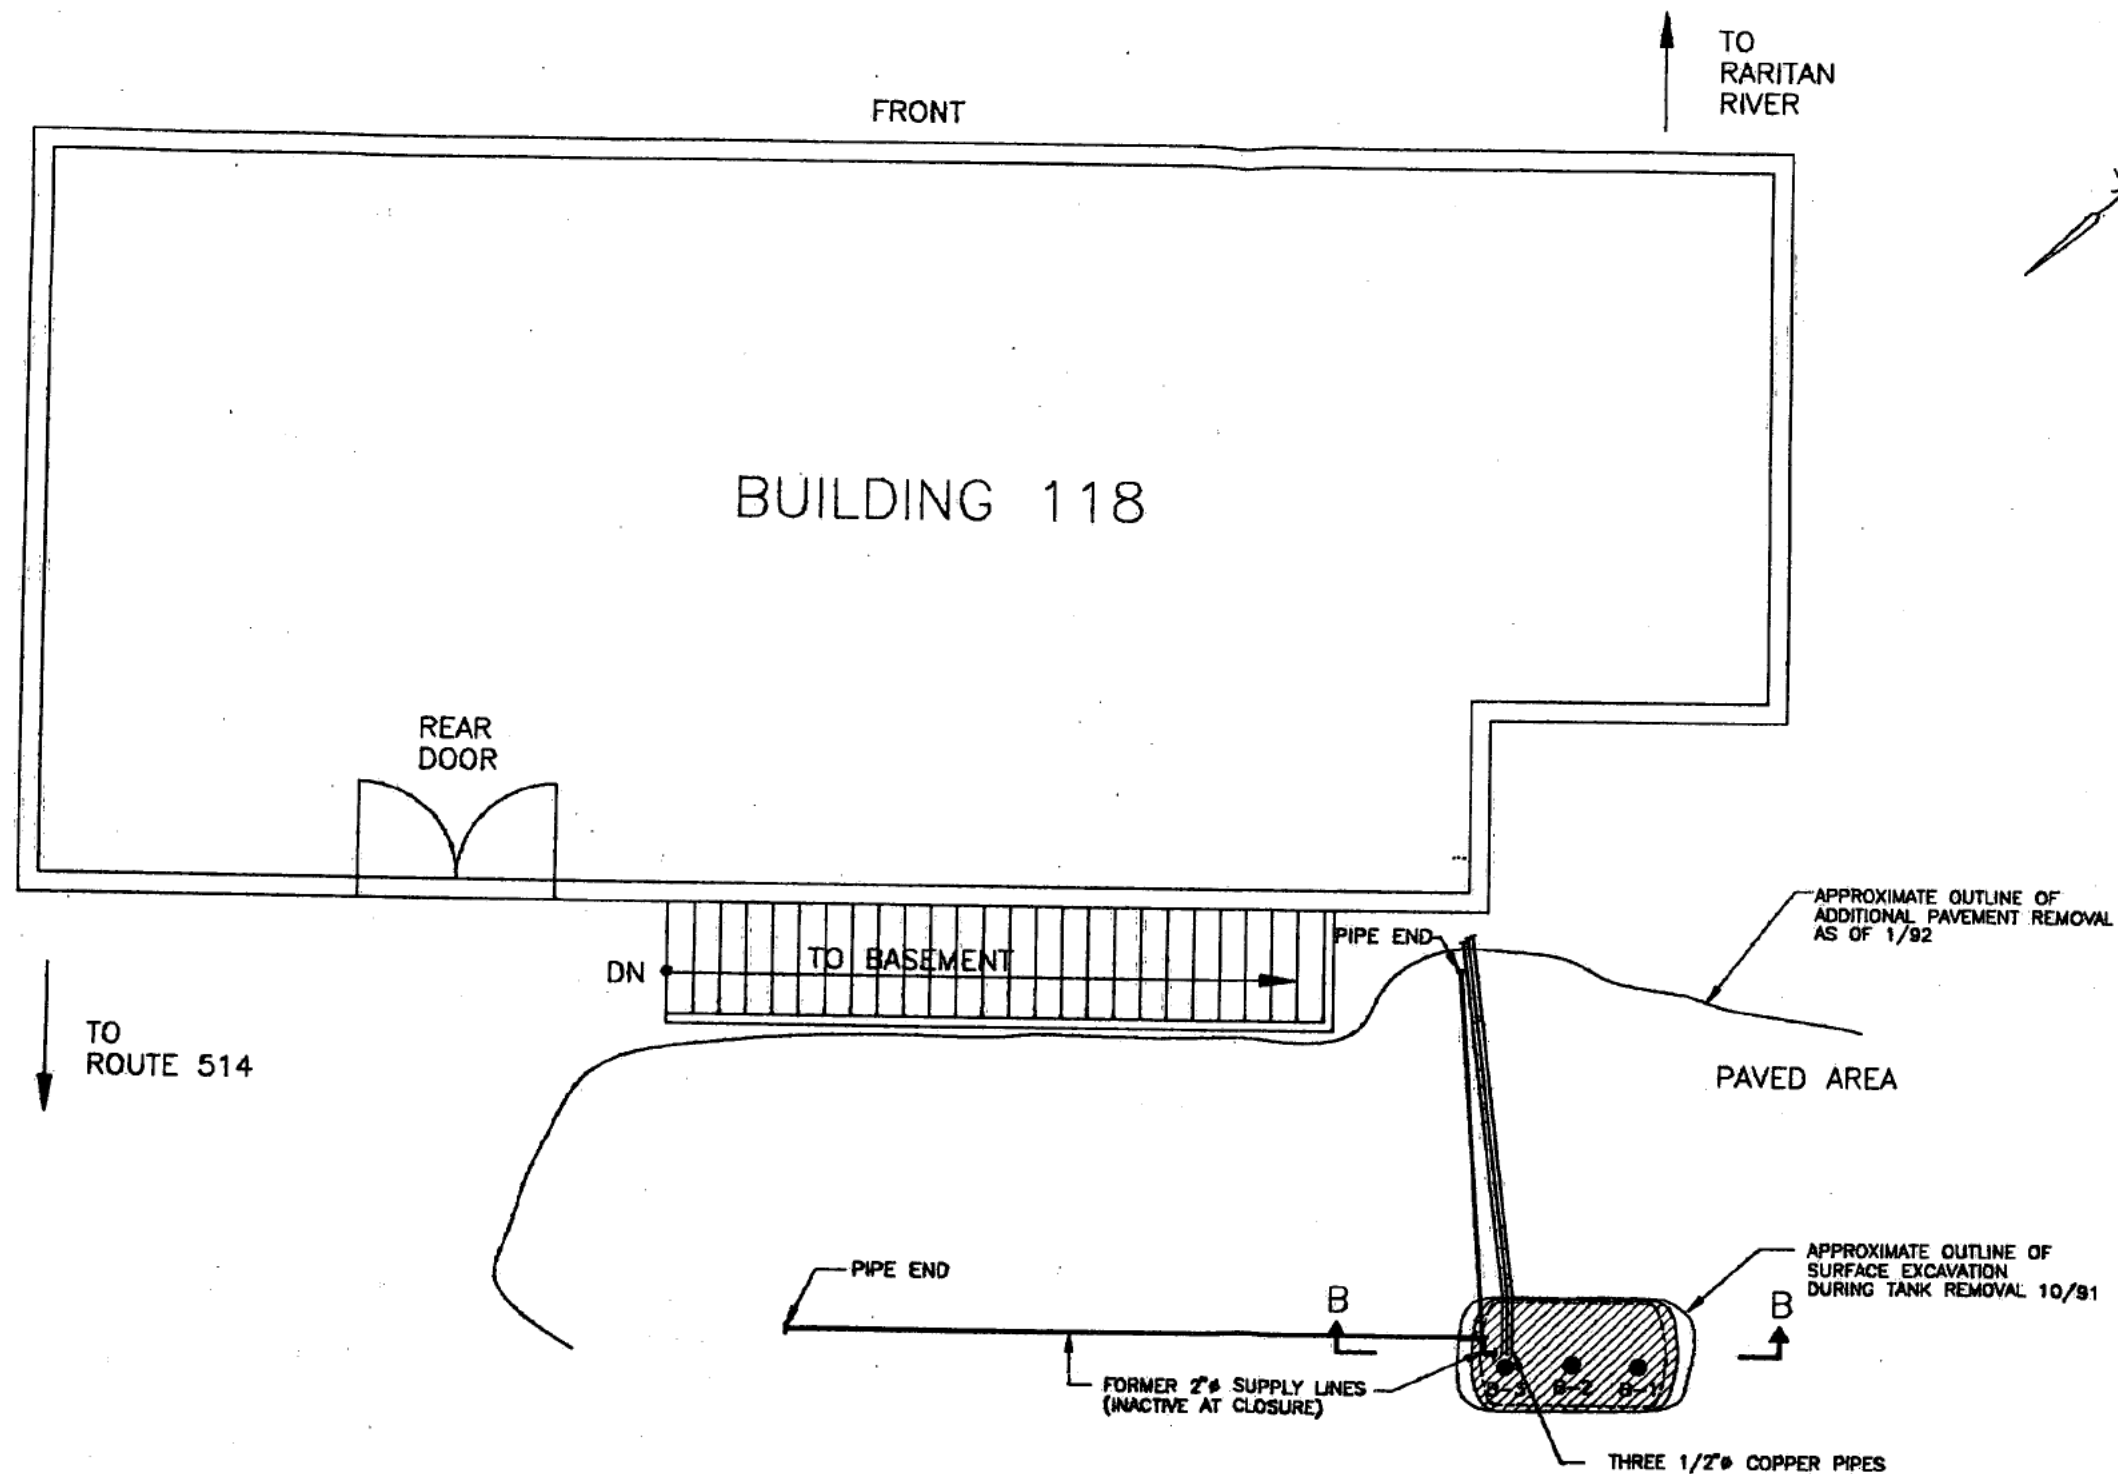 TO
RARITAN
RIVER
FRONT
BUILDING 118
REAR
DOOR
APPROXIMATE OUTLINE OF
ADDITIONAL PAVEMENT REMOVAL
AS OF 1/92
PIPE END
DN
TO BASEMENT
TO
ROUTE 514
PAVED AREA
PIPE END
APPROXIMATE OUTLINE OF
SURFACE EXCAVATION
DURING TANK REMOVAL 10/91
B
B
FORMER 2"ø SUPPLY LINES
(INACTIVE AT CLOSURE)
B-3 B-2 B-1
THREE 1/2"ø COPPER PIPES